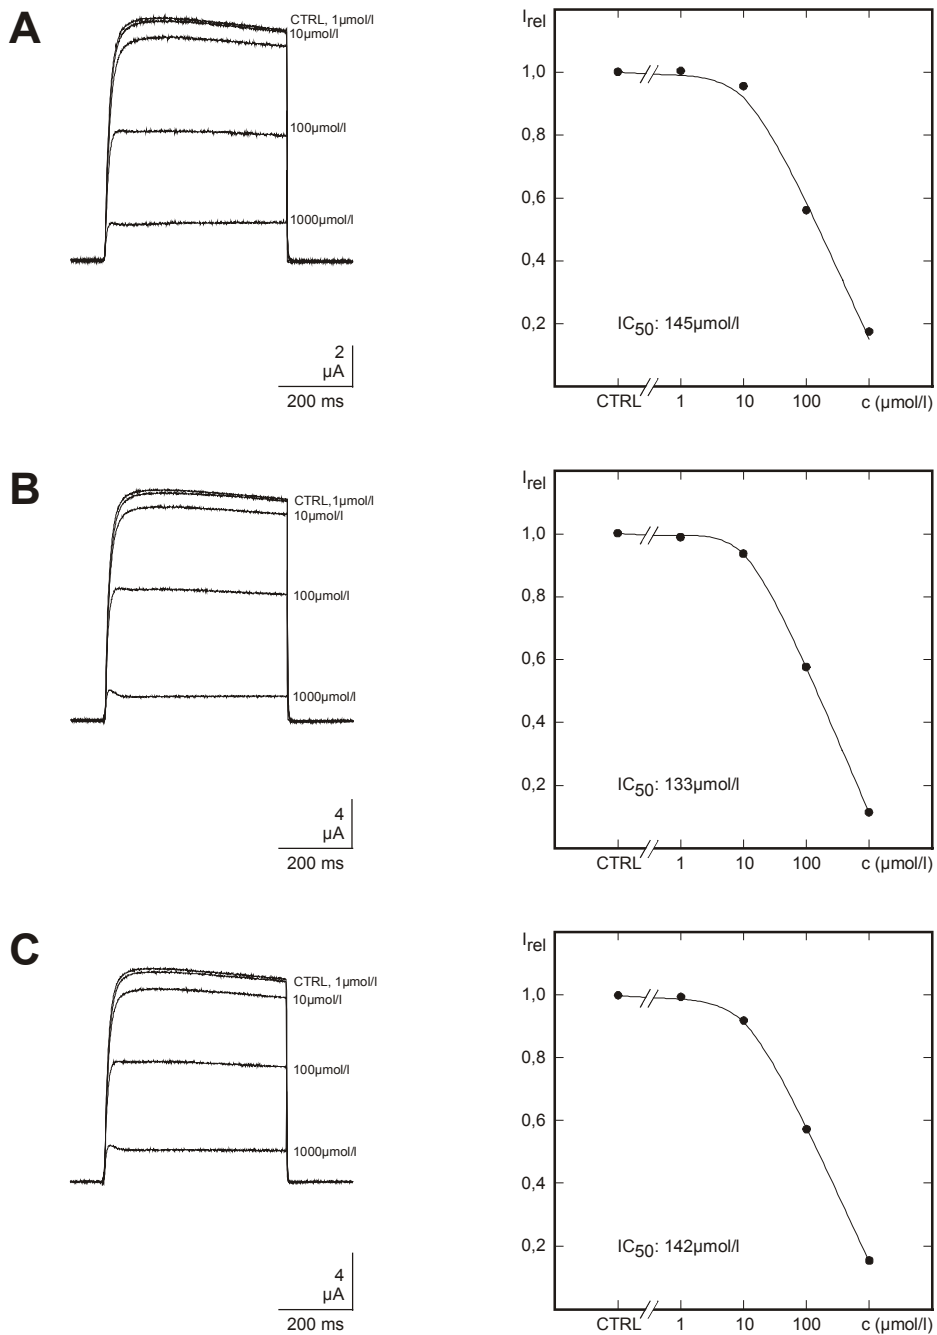 A
CTRL, 1µmol/l
10µmol/l
100µmol/l
1000µmol/l
2
µA
200 ms
Irel
1,0
0,8
0,6
0,4
0,2
IC50: 145µmol/l
CTRL 1 10 100 c (µmol/l)
B
CTRL,1µmol/l
10µmol/l
100µmol/l
1000µmol/l
4
µA
200 ms
Irel
1,0
0,8
0,6
0,4
0,2
IC50: 133µmol/l
CTRL 1 10 100 c (µmol/l)
C
CTRL, 1µmol/l
10µmol/l
100µmol/l
1000µmol/l
4
µA
200 ms
Irel
1,0
0,8
0,6
0,4
0,2
IC50: 142µmol/l
CTRL 1 10 100 c (µmol/l)